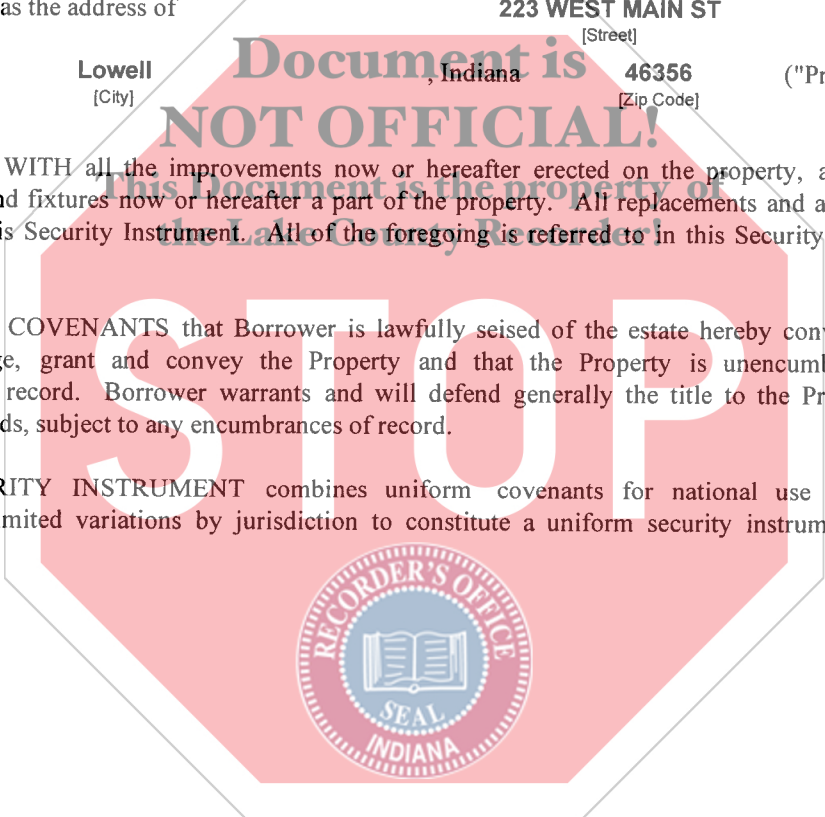 as the address of 223 WEST MAIN ST
[Street]
Document is
Lowell , Indiana 46356 ("Pr
[City] [Zip Code]
NOT OFFICIAL!
WITH all the improvements now or hereafter erected on the property, a
This Document is the property of
nd fixtures now or hereafter a part of the property. All replacements and a
the Lake County Recorder!
is Security Instrument. All of the foregoing is referred to in this Security
COVENANTS that Borrower is lawfully seised of the estate hereby conv
ge, grant and convey the Property and that the Property is unencumb
record. Borrower warrants and will defend generally the title to the Pr
ds, subject to any encumbrances of record.
STOP
RITY INSTRUMENT combines uniform covenants for national use
mited variations by jurisdiction to constitute a uniform security instrum
RECORDER'S OFFICE
SEAL
INDIANA